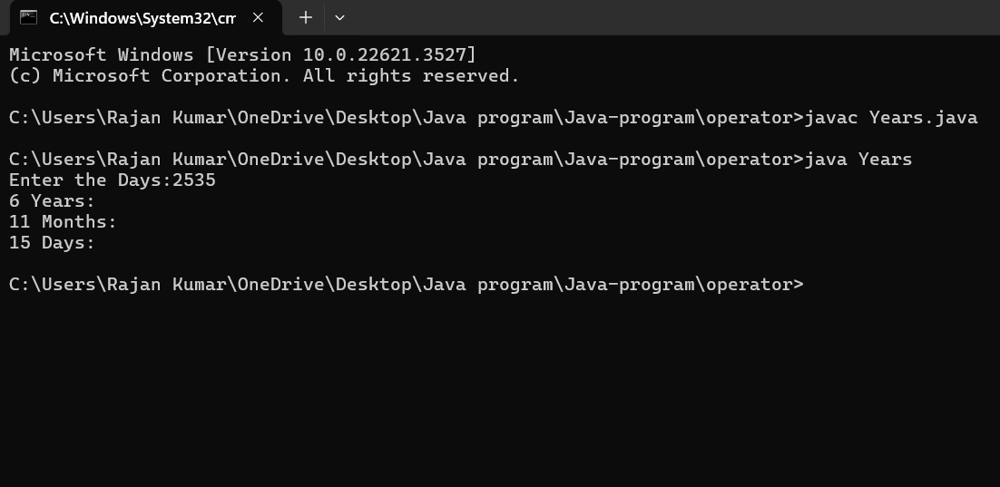 C:\Windows\System32\cm
Microsoft Windows [Version 10.0.22621.3527]
(c) Microsoft Corporation. All rights reserved.
C:\Users\Rajan Kumar\OneDrive\Desktop\Java program\Java-program\operator>javac Years.java
C:\Users\Rajan Kumar\OneDrive\Desktop\Java program\Java-program\operator>java Years
Enter the Days:2535
6 Years:
11 Months:
15 Days:
C:\Users\Rajan Kumar\OneDrive\Desktop\Java program\Java-program\operator>